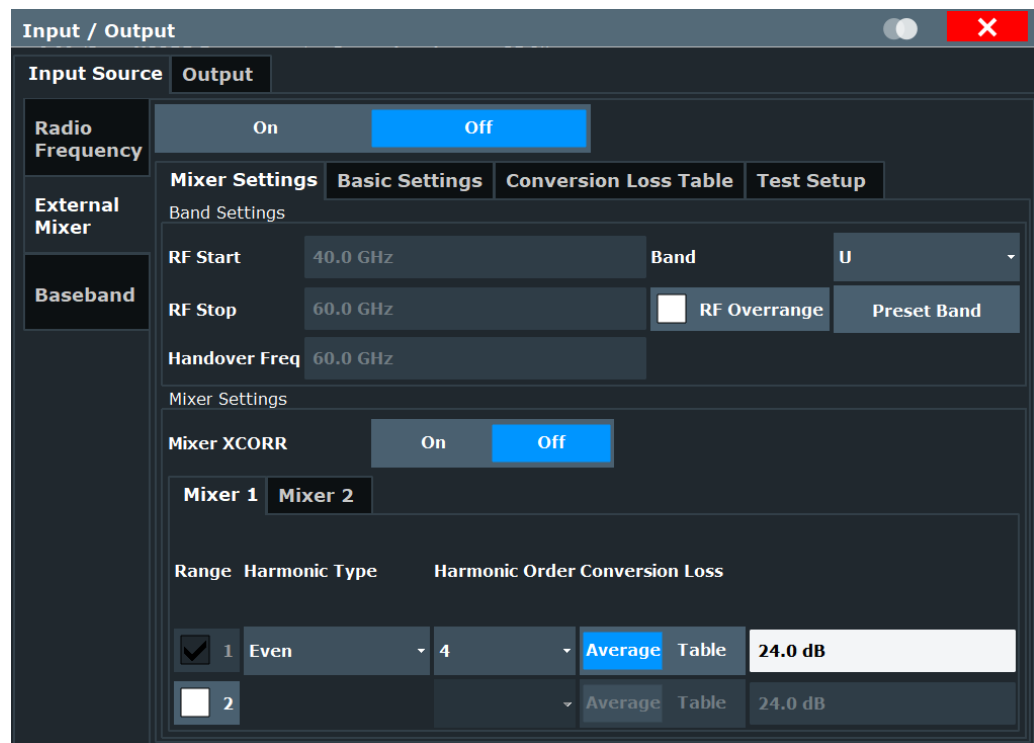 Input / Output
Input Source Output
Radio Frequency
On Off
Mixer Settings Basic Settings Conversion Loss Table Test Setup
External Mixer
Band Settings
RF Start 40.0 GHz Band U
Baseband
RF Stop 60.0 GHz RF Overrange Preset Band
Handover Freq 60.0 GHz
Mixer Settings
Mixer XCORR On Off
Mixer 1 Mixer 2
Range Harmonic Type Harmonic Order Conversion Loss
1 Even 4 Average Table 24.0 dB
2 Average Table 24.0 dB